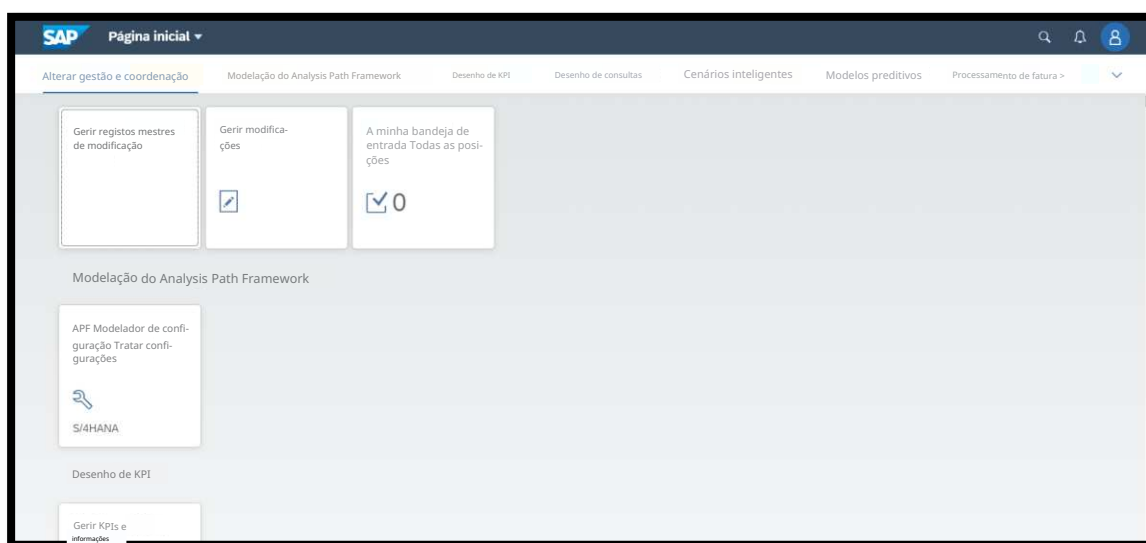 SAP Página inicial
Alterar gestão e coordenação Modelação do Analysis Path Framework Desenho de KPI Desenho de consultas Cenários inteligentes Modelos preditivos Processamento de fatura >
Gerir registos mestres
de modificação
Gerir modifica-
ções
A minha bandeja de
entrada Todas as posi-
ções
0
Modelação do Analysis Path Framework
APF Modelador de confi-
guração Tratar confi-
gurações
S/4HANA
Desenho de KPI
Gerir KPIs e
informações